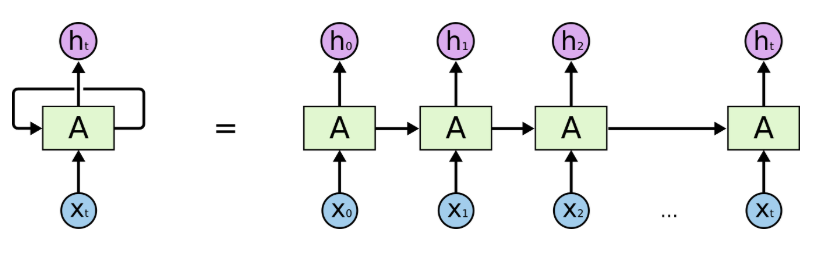 hₜ h₀ h₁ h₂ hₜ
A = A A A A
xₜ x₀ x₁ x₂ ... xₜ